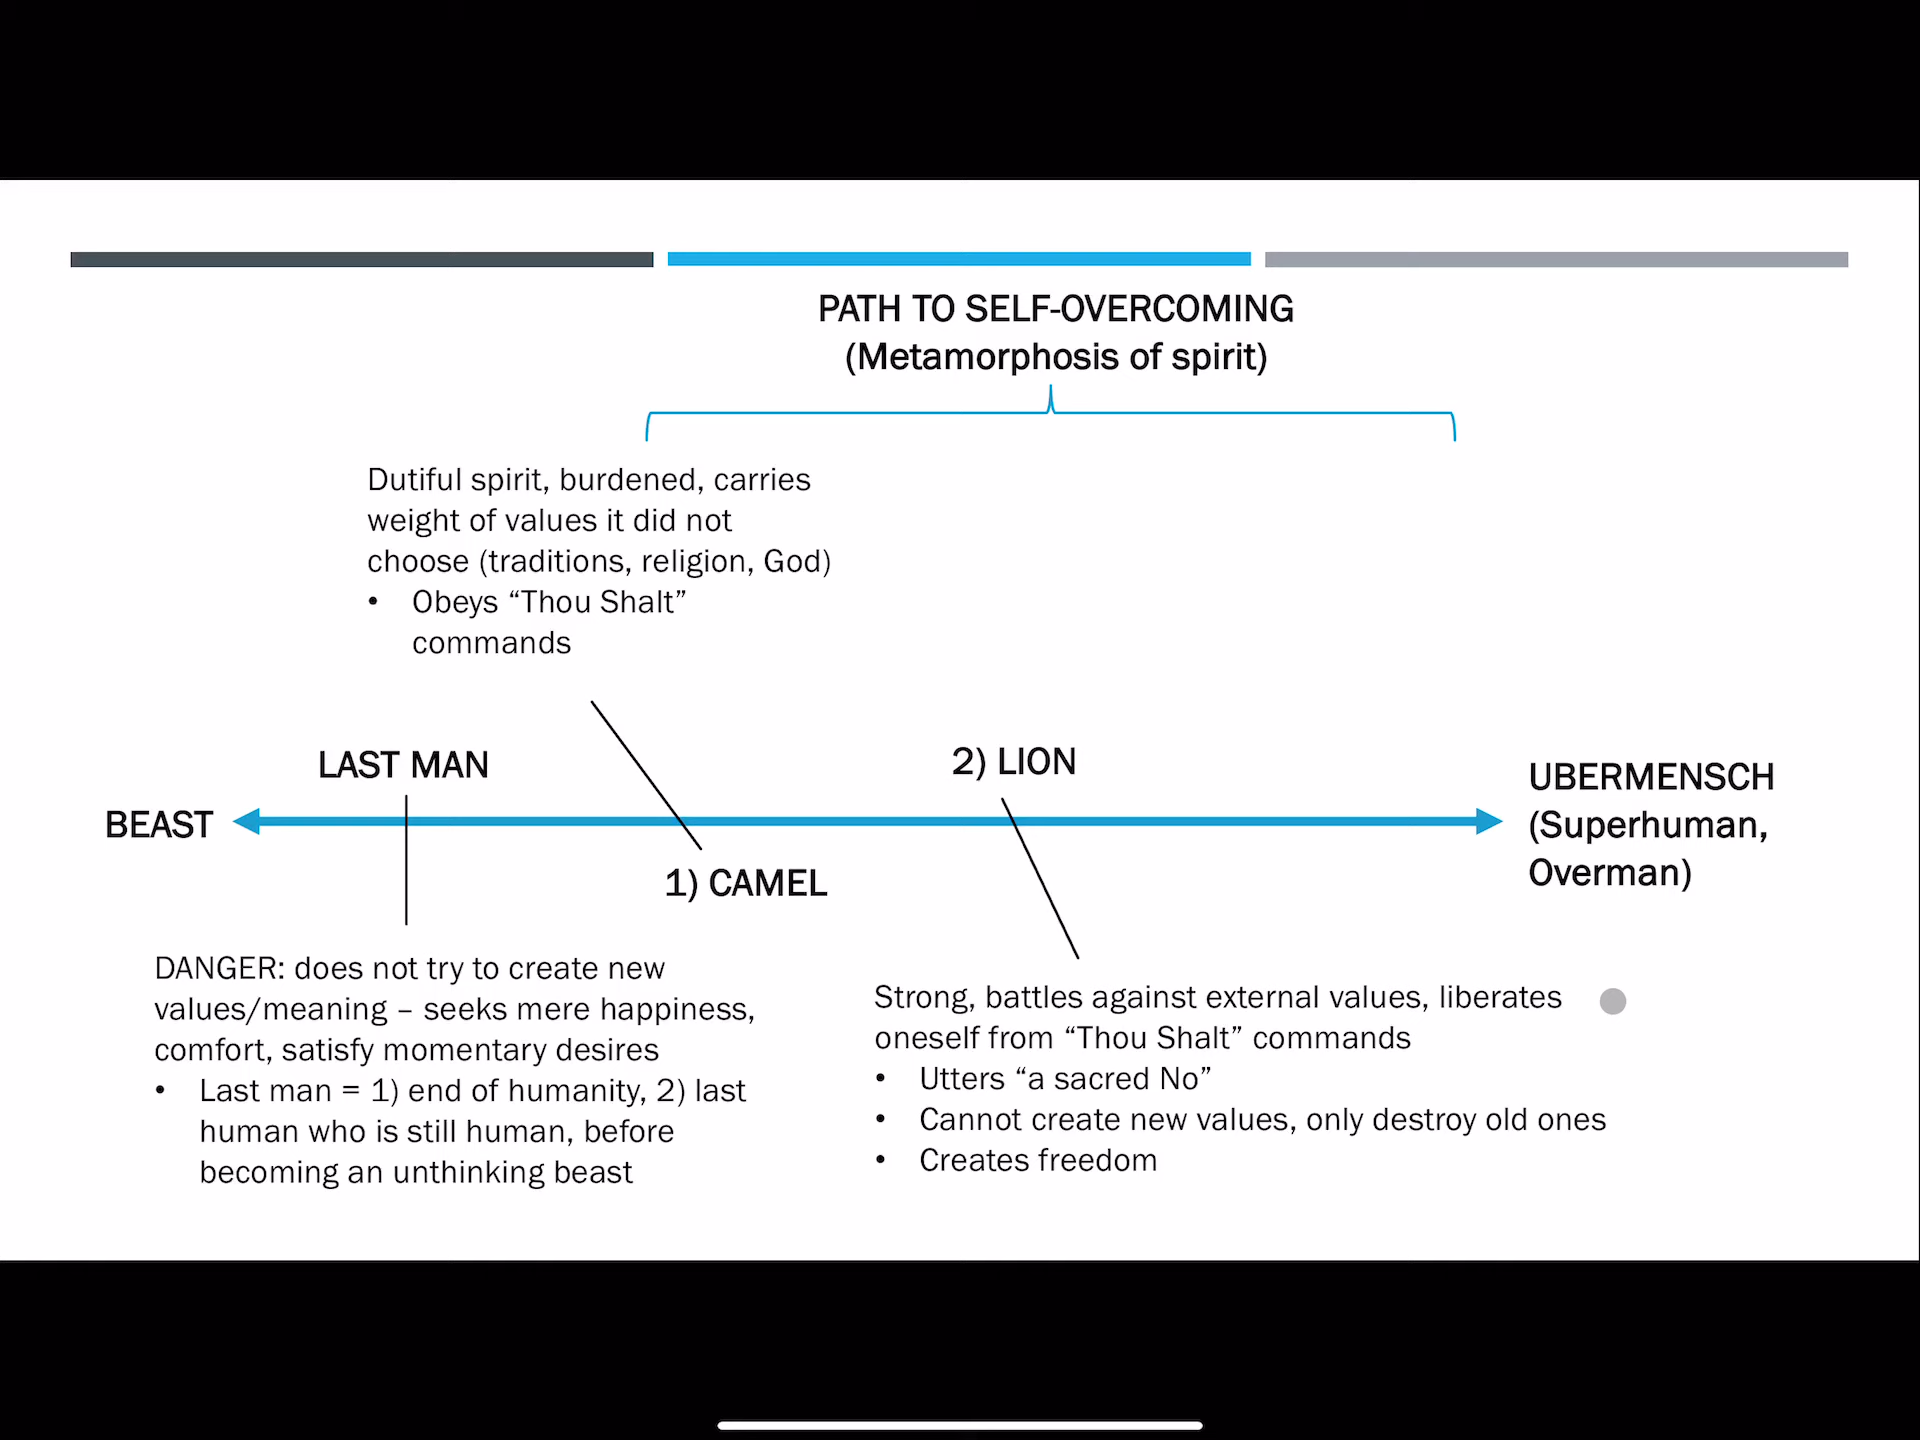 PATH TO SELF-OVERCOMING
(Metamorphosis of spirit)
Dutiful spirit, burdened, carries
weight of values it did not
choose (traditions, religion, God)
• Obeys “Thou Shalt”
commands
LAST MAN
2) LION
UBERMENSCH
(Superhuman,
Overman)
BEAST
1) CAMEL
DANGER: does not try to create new
values/meaning – seeks mere happiness,
comfort, satisfy momentary desires
• Last man = 1) end of humanity, 2) last
human who is still human, before
becoming an unthinking beast
Strong, battles against external values, liberates
oneself from “Thou Shalt” commands
• Utters “a sacred No”
• Cannot create new values, only destroy old ones
• Creates freedom